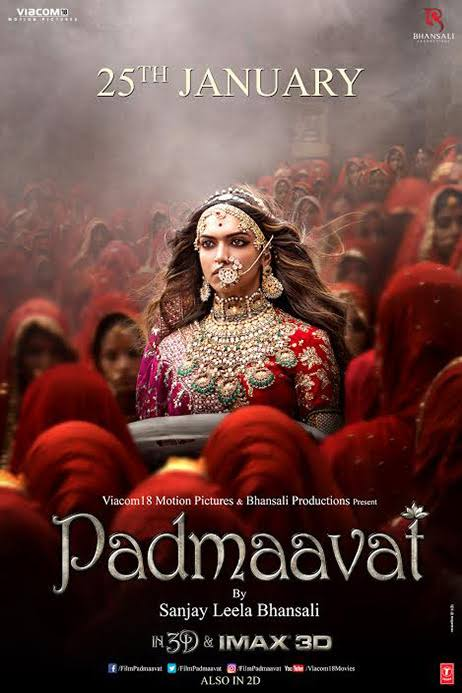 VIACOM18
MOTION PICTURES
BHANSALI
PRODUCTIONS
25TH JANUARY
Viacom18 Motion Pictures & Bhansali Productions Present
Padmaavat
By
Sanjay Leela Bhansali
IN 3D & IMAX 3D
/FilmPadmaavat /FilmPadmaavat /FilmPadmaavat YouTube /Viacom18Movies
ALSO IN 2D